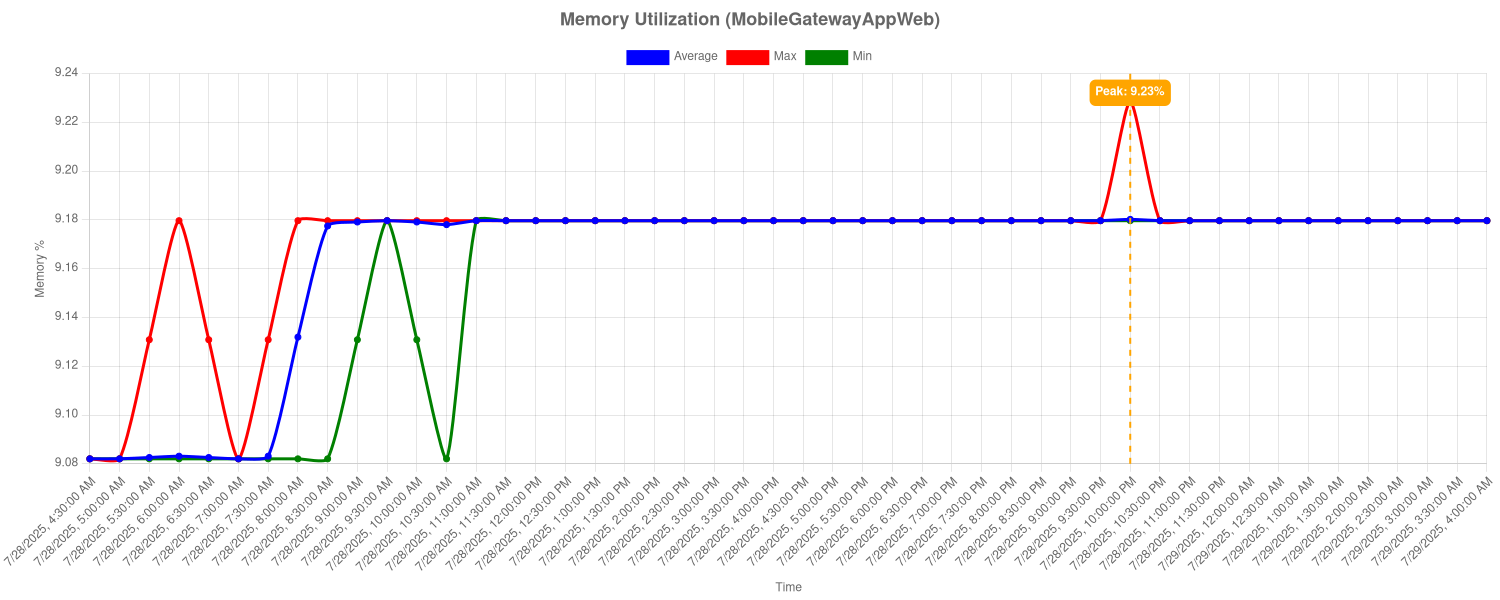 Memory Utilization (MobileGatewayAppWeb)
Average Max Min
9.24
9.22
9.20
9.18
9.16
9.14
9.12
9.10
9.08
Memory %
Peak: 9.23%
7/28/2025, 4:30:00 AM
7/28/2025, 5:00:00 AM
7/28/2025, 5:30:00 AM
7/28/2025, 6:00:00 AM
7/28/2025, 6:30:00 AM
7/28/2025, 7:00:00 AM
7/28/2025, 7:30:00 AM
7/28/2025, 8:00:00 AM
7/28/2025, 8:30:00 AM
7/28/2025, 9:00:00 AM
7/28/2025, 9:30:00 AM
7/28/2025, 10:00:00 AM
7/28/2025, 10:30:00 AM
7/28/2025, 11:00:00 AM
7/28/2025, 11:30:00 AM
7/28/2025, 12:00:00 PM
7/28/2025, 12:30:00 PM
7/28/2025, 1:00:00 PM
7/28/2025, 1:30:00 PM
7/28/2025, 2:00:00 PM
7/28/2025, 2:30:00 PM
7/28/2025, 3:00:00 PM
7/28/2025, 3:30:00 PM
7/28/2025, 4:00:00 PM
7/28/2025, 4:30:00 PM
7/28/2025, 5:00:00 PM
7/28/2025, 5:30:00 PM
7/28/2025, 6:00:00 PM
7/28/2025, 6:30:00 PM
7/28/2025, 7:00:00 PM
7/28/2025, 7:30:00 PM
7/28/2025, 8:00:00 PM
7/28/2025, 8:30:00 PM
7/28/2025, 9:00:00 PM
7/28/2025, 9:30:00 PM
7/28/2025, 10:00:00 PM
7/28/2025, 10:30:00 PM
7/28/2025, 11:00:00 PM
7/28/2025, 11:30:00 PM
7/29/2025, 12:00:00 AM
7/29/2025, 12:30:00 AM
7/29/2025, 1:00:00 AM
7/29/2025, 1:30:00 AM
7/29/2025, 2:00:00 AM
7/29/2025, 2:30:00 AM
7/29/2025, 3:00:00 AM
7/29/2025, 3:30:00 AM
7/29/2025, 4:00:00 AM
Time